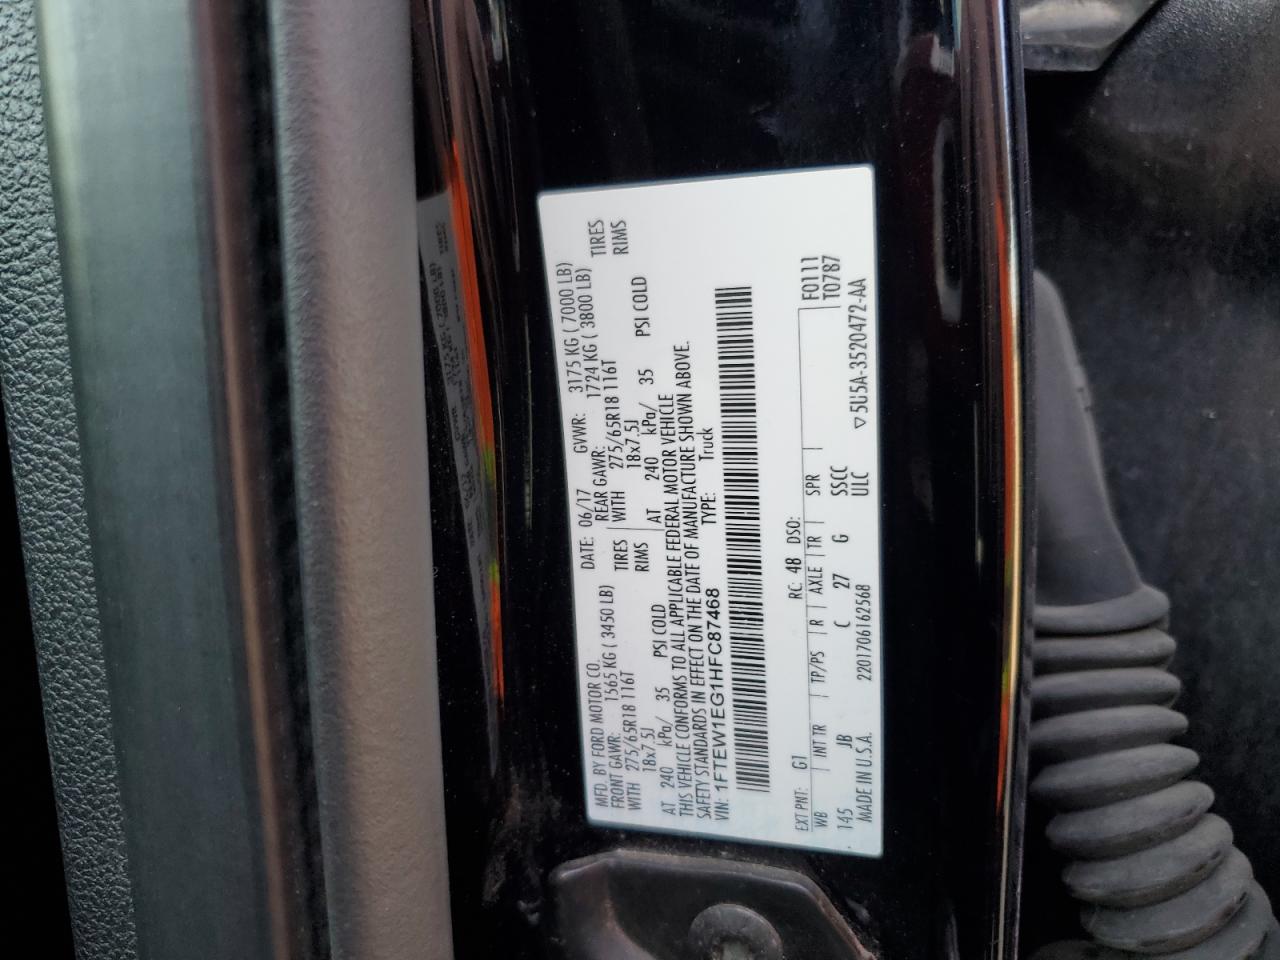 MFD. BY FORD MOTOR CO. DATE: 06/17 GVWR: 3175 KG ( 7000 LB)
FRONT GAWR: 1565 KG ( 3450 LB) REAR GAWR: 1724 KG ( 3800 LB)
WITH 275/65R18 116T TIRES WITH 275/65R18 116T TIRES
18x7.5J RIMS 18x7.5J RIMS
AT 240 kPa/ 35 PSI COLD AT 240 kPa/ 35 PSI COLD
THIS VEHICLE CONFORMS TO ALL APPLICABLE FEDERAL MOTOR VEHICLE
SAFETY STANDARDS IN EFFECT ON THE DATE OF MANUFACTURE SHOWN ABOVE.
VIN: 1FTEW1EG1HFC87468 TYPE: Truck
EXT PNT: G1 RC: 48 DSO: F0111
WB INT TR TP/PS R AXLE TR SPR T0787
145 JB C 27 G SSCC
MADE IN U.S.A. 2201706162568 ULC ▽5U5A-3520472-AA